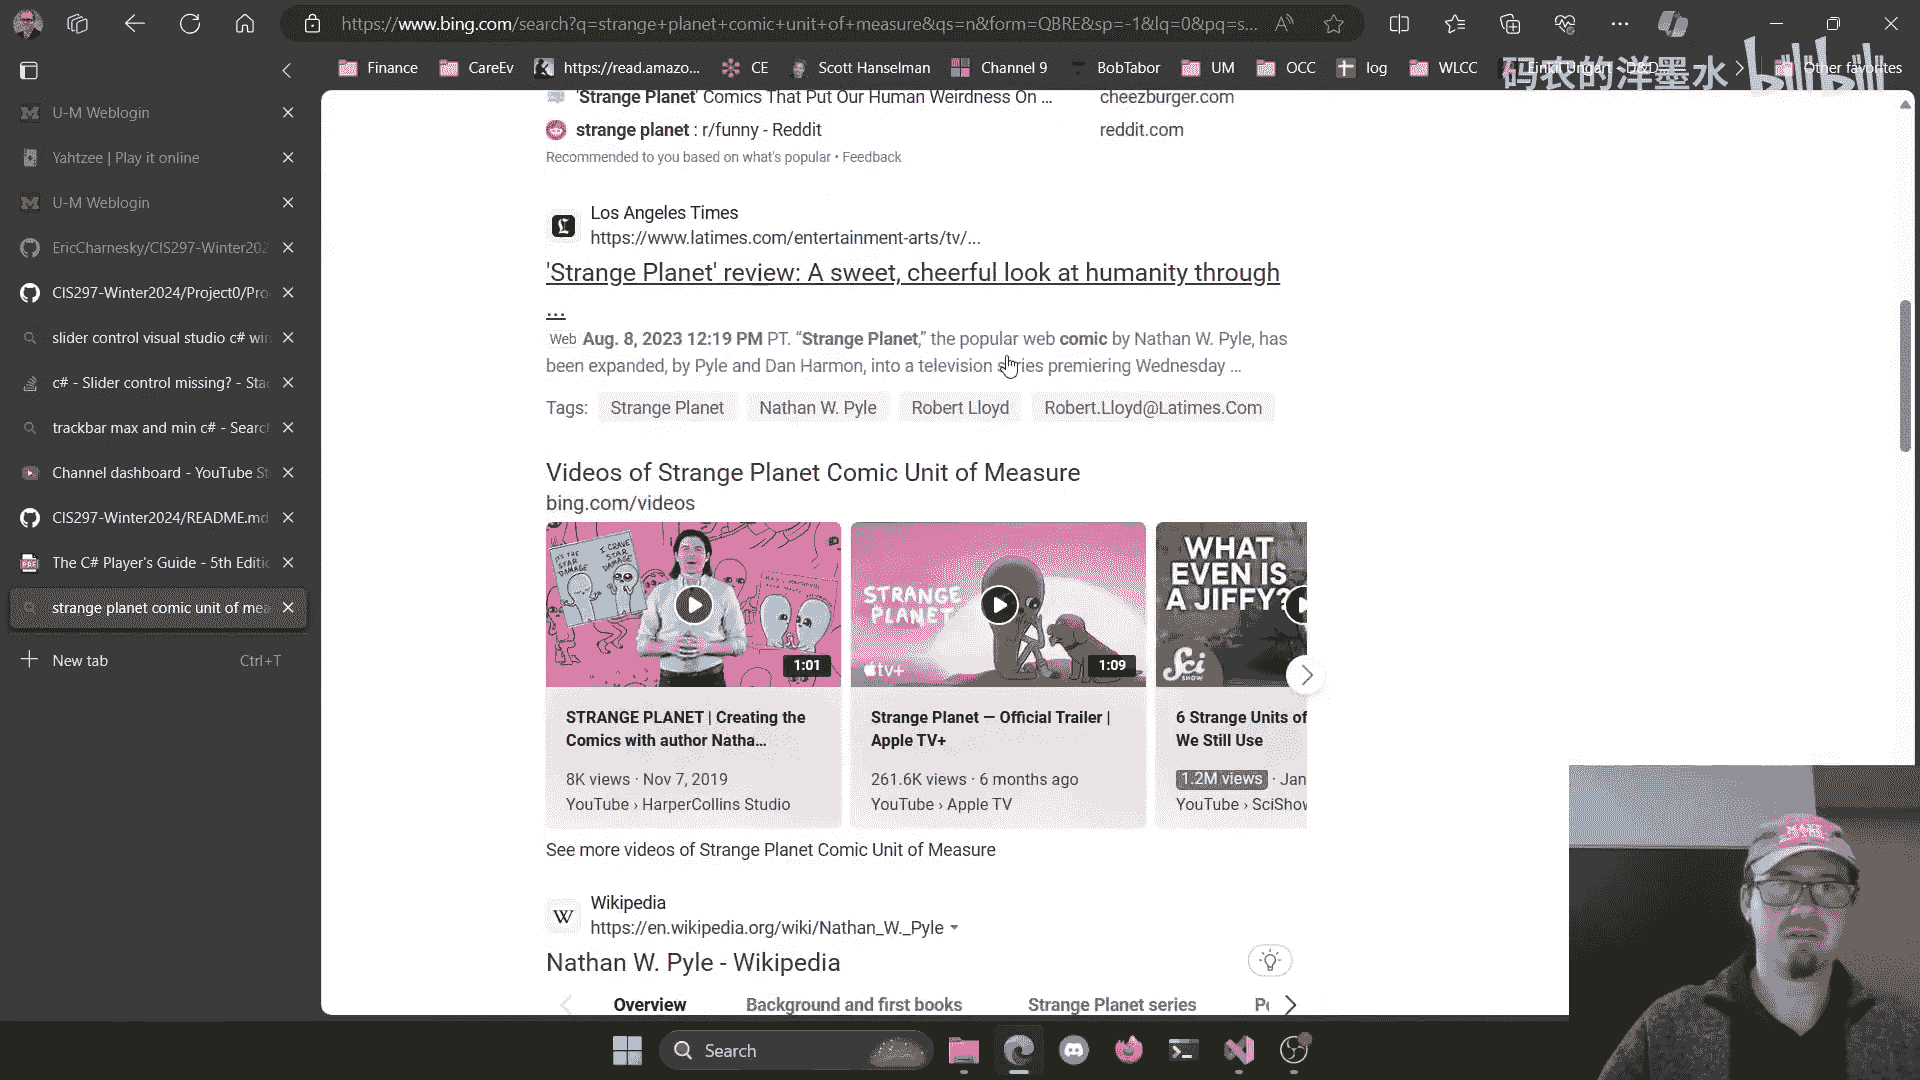 https://www.bing.com/search?q=strange+planet+comic+unit+of+measure&qs=n&form=QBRE&sp=-1&lq=0&pq=s...
Finance
CareEv
https://read.amazo...
CE
Scott Hanselman
Channel 9
BobTabor
UM
OCC
log
WLCC
Other favorites
码农的洋墨水
bilibili
U-M Weblogin
Yahtzee | Play it online
U-M Weblogin
EricCharnesky/CIS297-Winter202
CIS297-Winter2024/Project0/Pro
slider control visual studio c# win
c# - Slider control missing? - Stac
trackbar max and min c# - Search
Channel dashboard - YouTube St
CIS297-Winter2024/README.md
The C# Player's Guide - 5th Editio
strange planet comic unit of mea
New tab
Ctrl+T
'Strange Planet' Comics That Put Our Human Weirdness On ...
cheezburger.com
strange planet : r/funny - Reddit
reddit.com
Recommended to you based on what's popular • Feedback
Los Angeles Times
https://www.latimes.com/entertainment-arts/tv/...
'Strange Planet' review: A sweet, cheerful look at humanity through
...
Web Aug. 8, 2023 12:19 PM PT. “Strange Planet,” the popular web comic by Nathan W. Pyle, has
been expanded, by Pyle and Dan Harmon, into a television series premiering Wednesday ...
Tags: Strange Planet Nathan W. Pyle Robert Lloyd Robert.Lloyd@Latimes.Com
Videos of Strange Planet Comic Unit of Measure
bing.com/videos
IT'S THE STAR DAMAGE
I CRAVE STAR DAMAGE
1:01
STRANGE PLANET
tv+
1:09
WHAT
EVEN IS
A JIFFY?
Sci
SHOW
STRANGE PLANET | Creating the
Comics with author Natha...
8K views · Nov 7, 2019
YouTube › HarperCollins Studio
Strange Planet — Official Trailer |
Apple TV+
261.6K views · 6 months ago
YouTube › Apple TV
6 Strange Units of
We Still Use
1.2M views · Jan
YouTube › SciShow
See more videos of Strange Planet Comic Unit of Measure
Wikipedia
https://en.wikipedia.org/wiki/Nathan_W._Pyle
Nathan W. Pyle - Wikipedia
Overview
Background and first books
Strange Planet series
Search